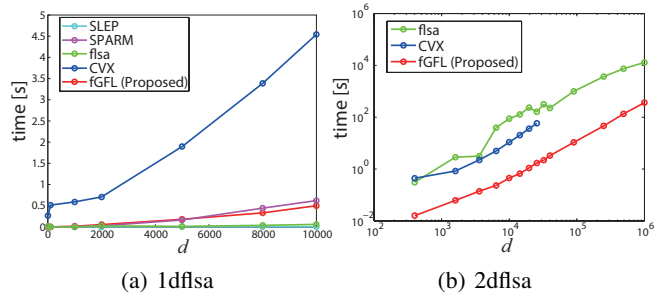 SLEP
SPARM
flsa
CVX
fGFL (Proposed)
time [s]
5
4.5
4
3.5
3
2.5
2
1.5
1
0.5
0
0 2000 4000 6000 8000 10000
d
(a) 1dflsa
flsa
CVX
fGFL (Proposed)
time [s]
10^4
10^2
10^0
10^-2
10^2 10^3 10^4 10^5 10^6
d
(b) 2dflsa